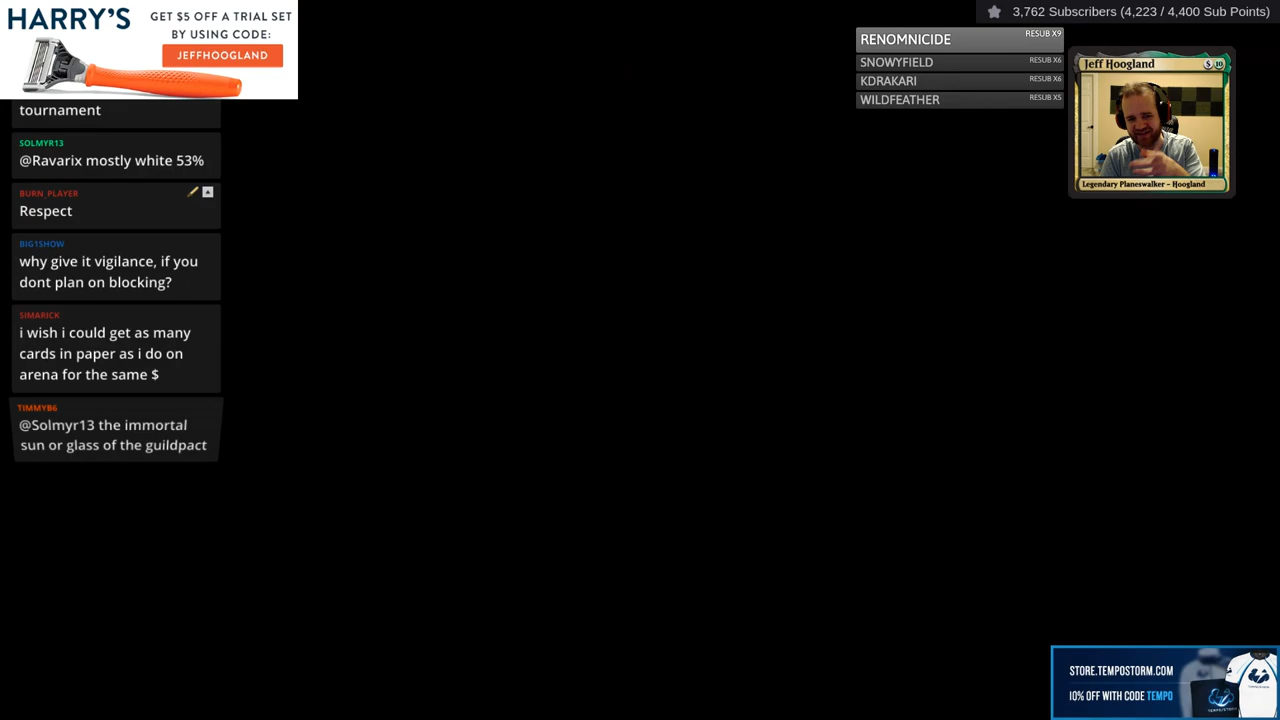 HARRY'S
GET $5 OFF A TRIAL SET
BY USING CODE:
JEFFHOOGLAND
3,762 Subscribers (4,223 / 4,400 Sub Points)
RENOMNICIDE RESUB X9
SNOWYFIELD RESUB X6
KDRAKARI RESUB X6
WILDFEATHER RESUB X5
Jeff Hoogland 5 10
Legendary Planeswalker - Hoogland
tournament
SOLMYR13
@Ravarix mostly white 53%
BURN_PLAYER
Respect
BIG1SHOW
why give it vigilance, if you
dont plan on blocking?
SIMARICK
i wish i could get as many
cards in paper as i do on
arena for the same $
TIMMYB6
@Solmyr13 the immortal
sun or glass of the guildpact
STORE.TEMPOSTORM.COM
10% OFF WITH CODE TEMPO